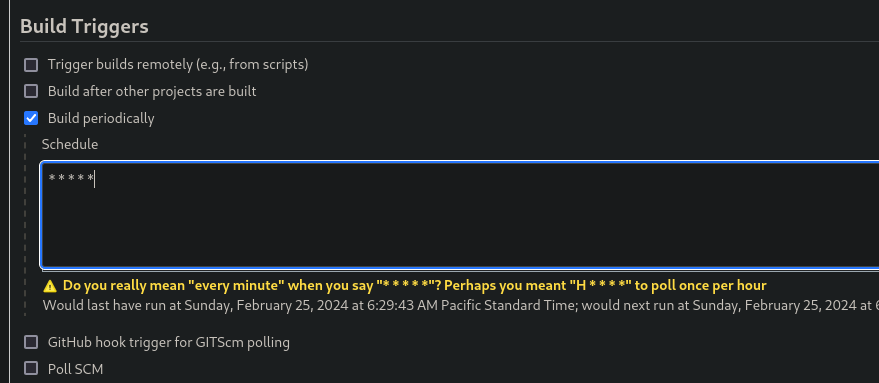 Build Triggers
Trigger builds remotely (e.g., from scripts)
Build after other projects are built
Build periodically
Schedule
* * * * *
Do you really mean "every minute" when you say "* * * * *"? Perhaps you meant "H * * * *" to poll once per hour
Would last have run at Sunday, February 25, 2024 at 6:29:43 AM Pacific Standard Time; would next run at Sunday, February 25, 2024 at
GitHub hook trigger for GITScm polling
Poll SCM